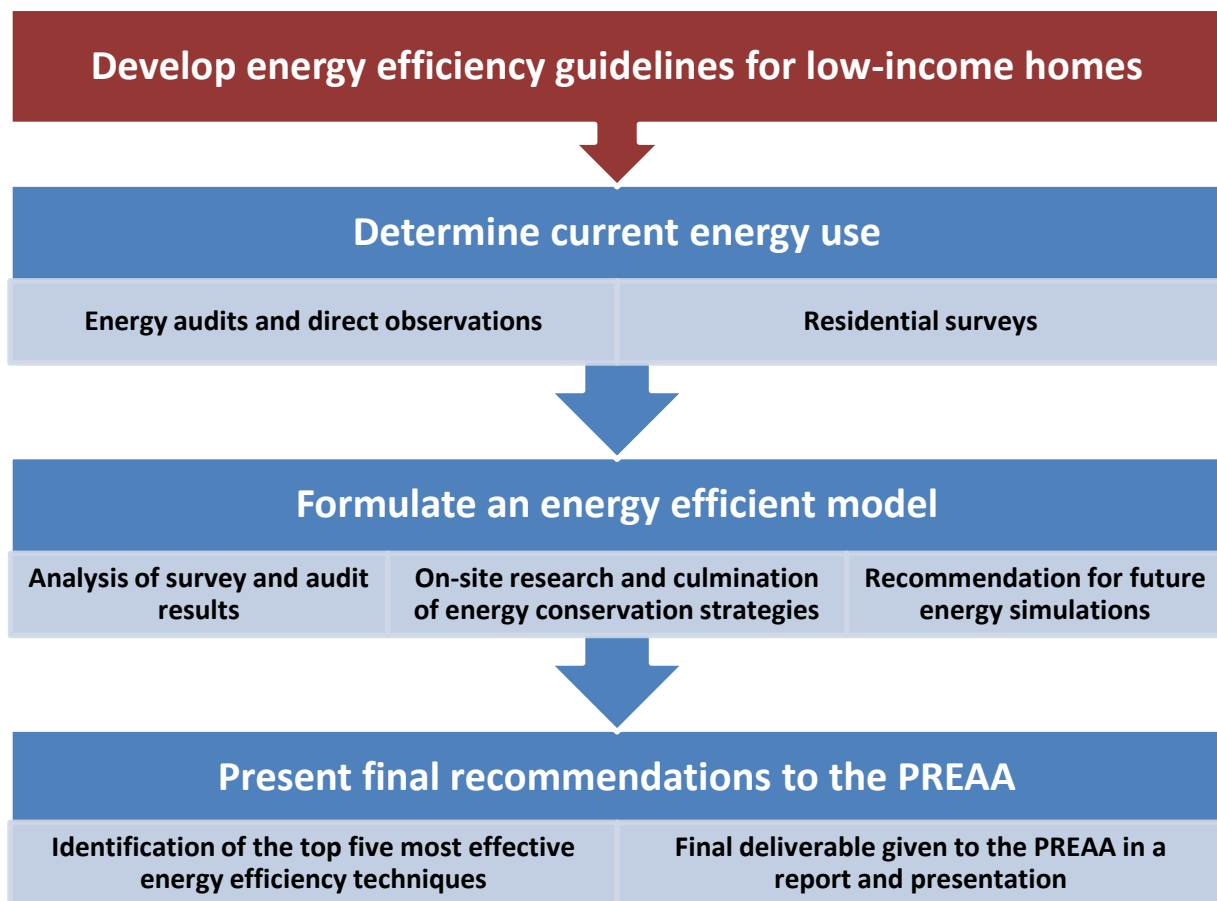 Develop energy efficiency guidelines for low-income homes
Determine current energy use
Energy audits and direct observations
Residential surveys
Formulate an energy efficient model
Analysis of survey and audit
results
On-site research and culmination
of energy conservation strategies
Recommendation for future
energy simulations
Present final recommendations to the PREAA
Identification of the top five most effective
energy efficiency techniques
Final deliverable given to the PREAA in a
report and presentation